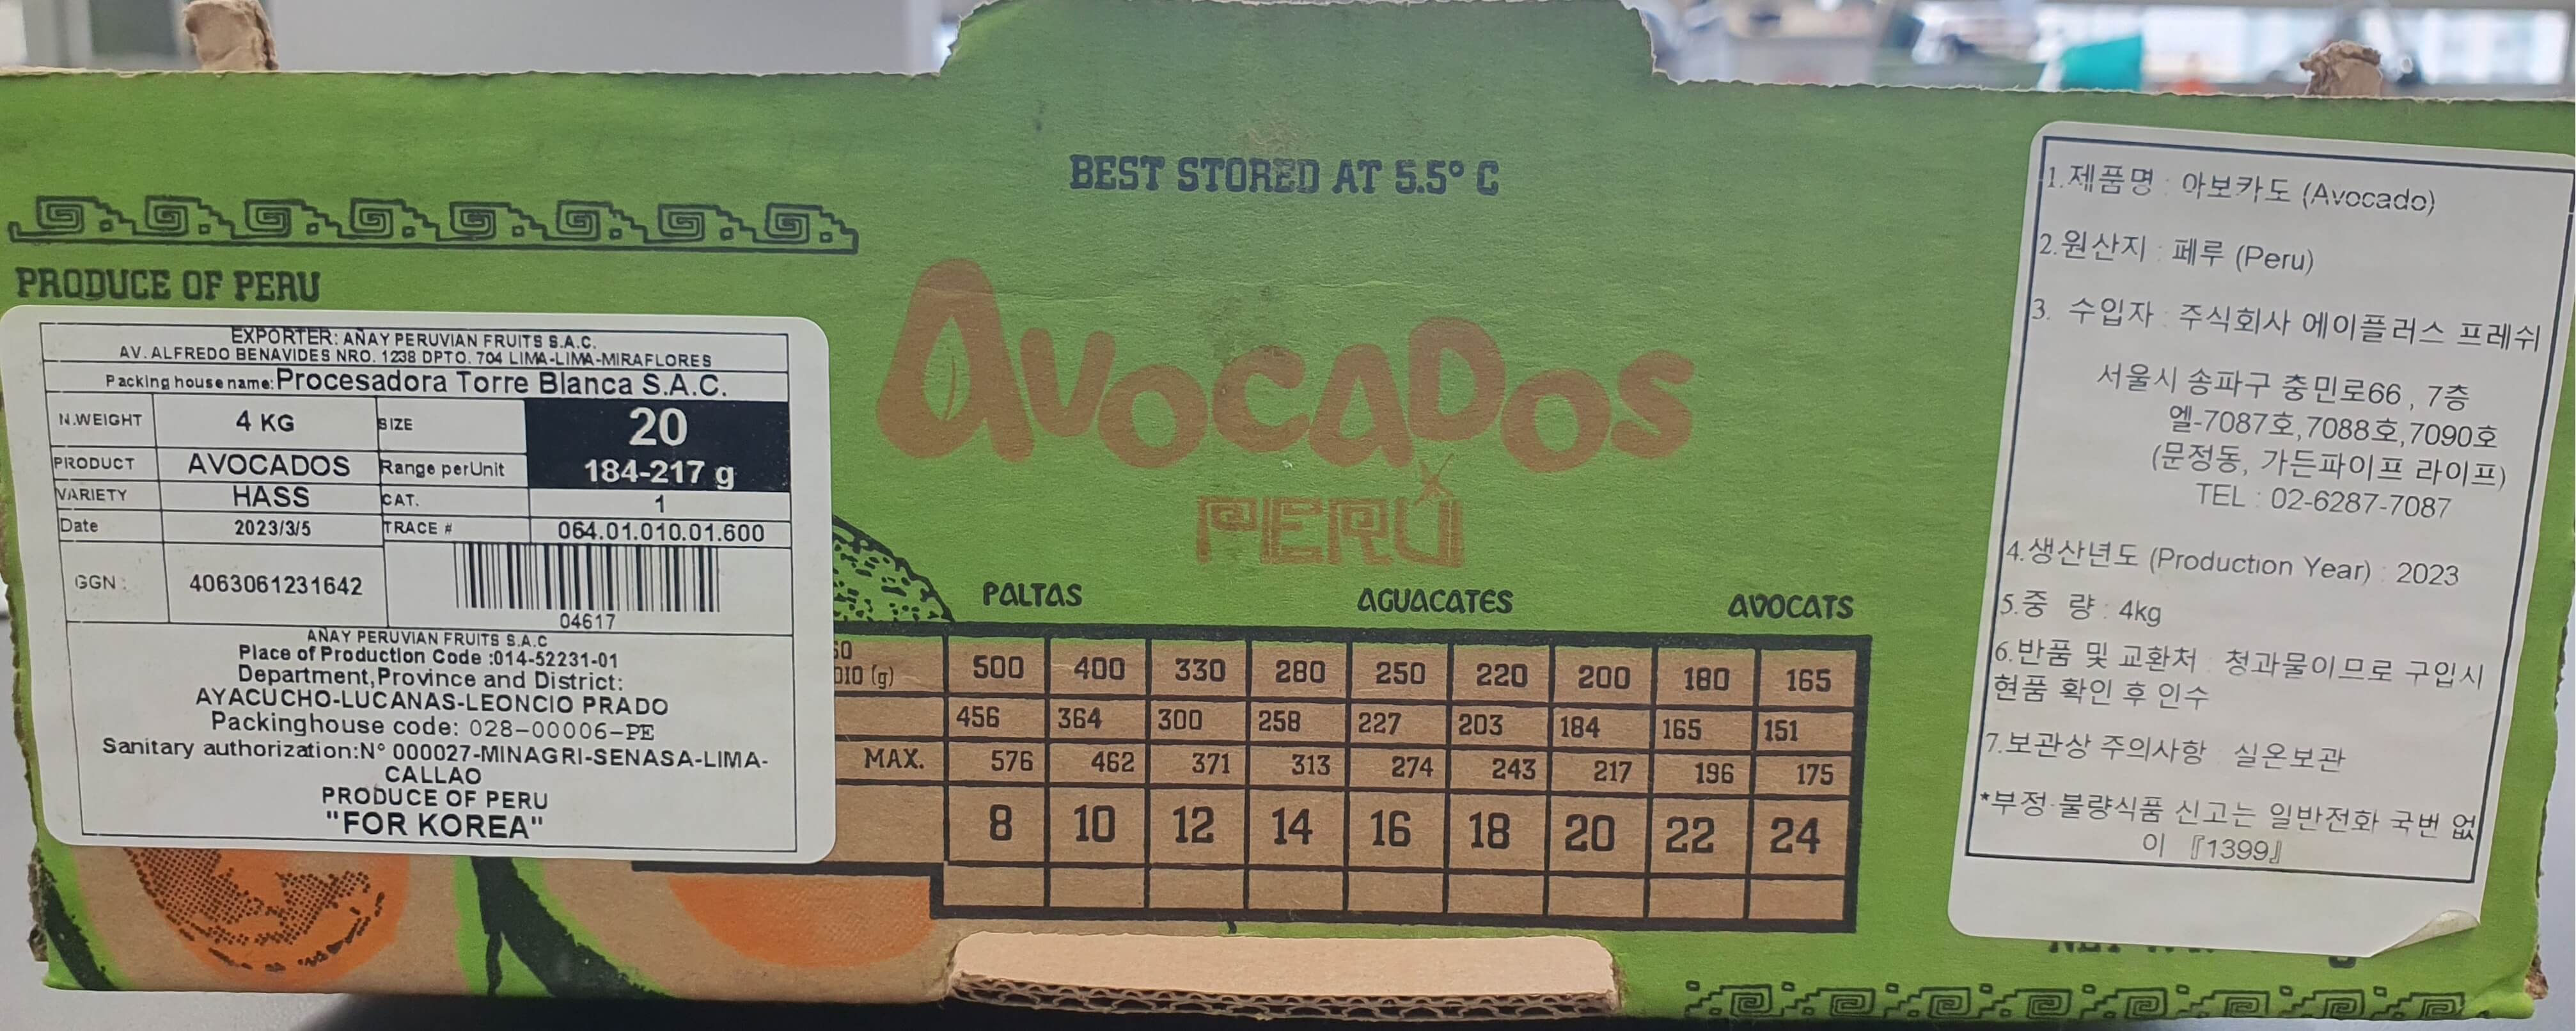 BEST STORED AT 5.5° C
PRODUCE OF PERU
EXPORTER: AÑAY PERUVIAN FRUITS S.A.C.
AV. ALFREDO BENAVIDES NRO. 1238 DPTO. 704 LIMA-LIMA-MIRAFLORES
Packing house name: Procesadora Torre Blanca S.A.C.
N.WEIGHT 4 KG SIZE 20
PRODUCT AVOCADOS Range perUnit 184-217 g
VARIETY HASS CAT. 1
Date 2023/3/5 TRACE # 064.01.010.01.600
GGN : 4063061231642
04617
AÑAY PERUVIAN FRUITS S.A.C
Place of Production Code :014-52231-01
Department,Province and District:
AYACUCHO-LUCANAS-LEONCIO PRADO
Packinghouse code: 028-00006-PE
Sanitary authorization:N° 000027-MINAGRI-SENASA-LIMA-
CALLAO
PRODUCE OF PERU
"FOR KOREA"
AVOCADOS
PERÚ
PALTAS AGUACATES AVOCATS
(g) 500 400 330 280 250 220 200 180 165
456 364 300 258 227 203 184 165 151
MAX. 576 462 371 313 274 243 217 196 175
8 10 12 14 16 18 20 22 24
1.제품명 : 아보카도 (Avocado)
2.원산지 : 페루 (Peru)
3. 수입자 : 주식회사 에이플러스 프레쉬
서울시 송파구 충민로66 , 7층
엘-7087호,7088호,7090호
(문정동, 가든파이프 라이프)
TEL : 02-6287-7087
4.생산년도 (Production Year) : 2023
5.중 량 : 4kg
6.반품 및 교환처 : 청과물이므로 구입시
현품 확인 후 인수
7.보관상 주의사항 : 실온보관
*부정·불량식품 신고는 일반전화 국번 없
이 『1399』